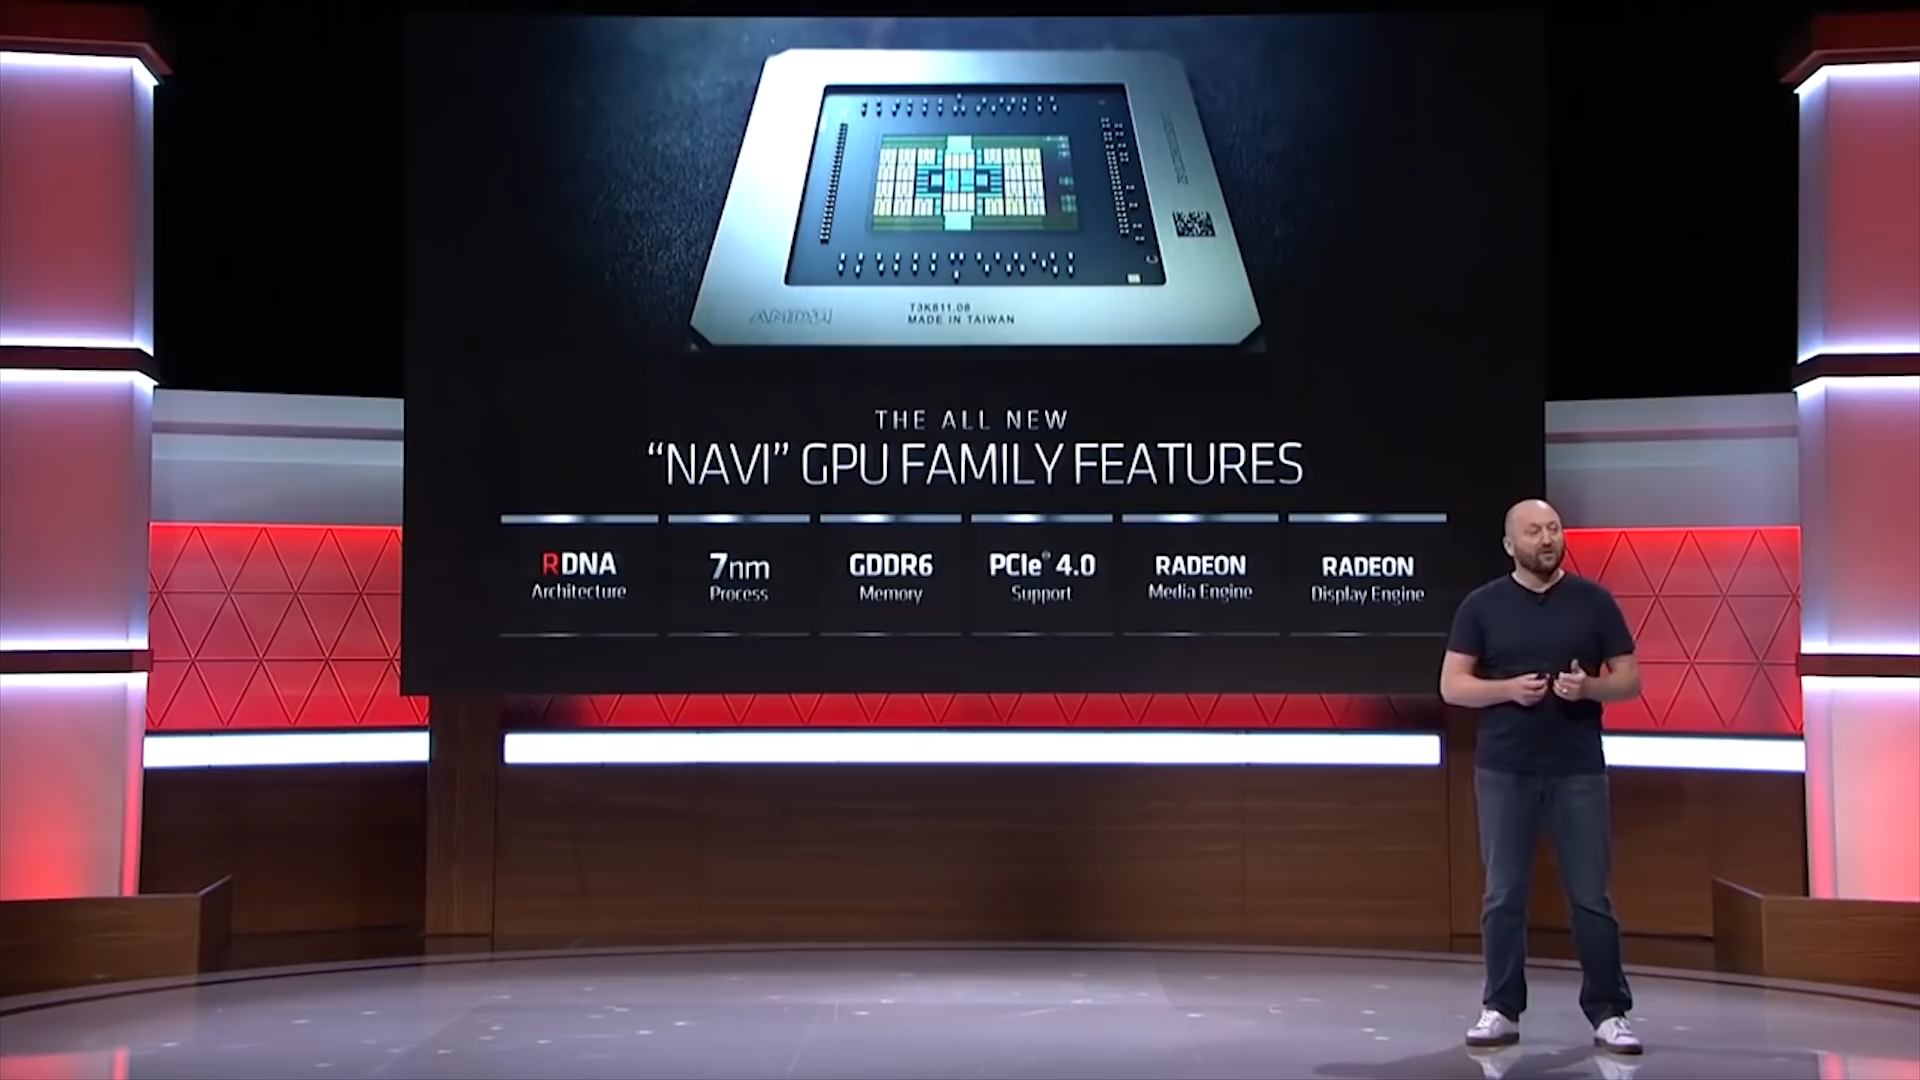 AMD
T3K811.08
MADE IN TAIWAN
THE ALL NEW
“NAVI” GPU FAMILY FEATURES
RDNA
Architecture
7nm
Process
GDDR6
Memory
PCIe® 4.0
Support
RADEON
Media Engine
RADEON
Display Engine